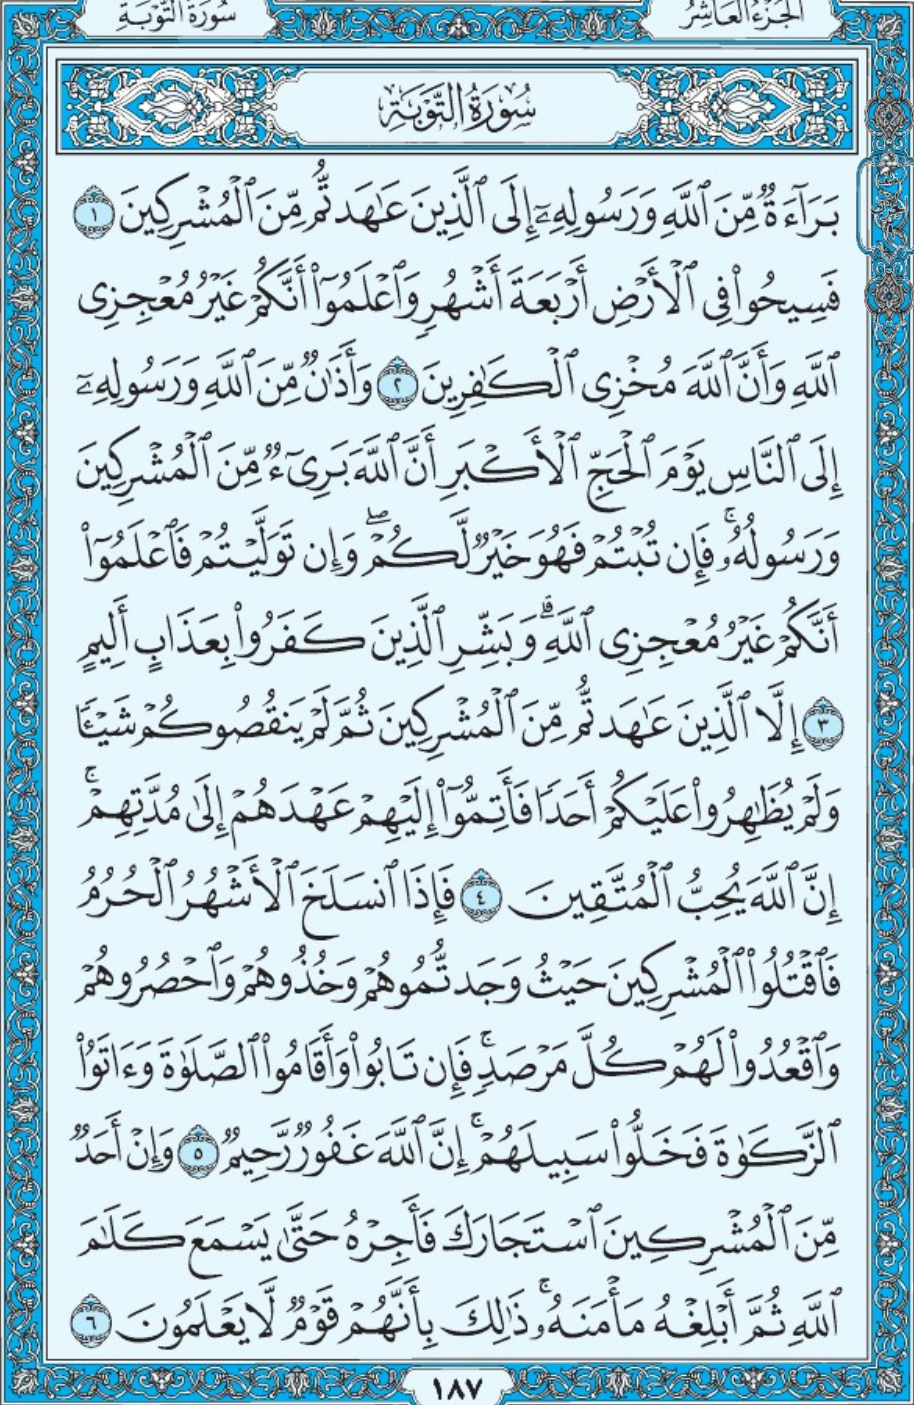 سُورَةُ التَّوْبَةِ
الجُزْءُ العَاشِرُ
سُورَةُ التَّوْبَةِ
بَرَآءَةٌ مِّنَ ٱللَّهِ وَرَسُولِهِۦٓ إِلَى ٱلَّذِينَ عَٰهَدتُّم مِّنَ ٱلْمُشْرِكِينَ ١
فَسِيحُوا۟ فِى ٱلْأَرْضِ أَرْبَعَةَ أَشْهُرٍ وَٱعْلَمُوٓا۟ أَنَّكُمْ غَيْرُ مُعْجِزِى
ٱللَّهِ وَأَنَّ ٱللَّهَ مُخْزِى ٱلْكَٰفِرِينَ ٢ وَأَذَٰنٌ مِّنَ ٱللَّهِ وَرَسُولِهِۦٓ
إِلَى ٱلنَّاسِ يَوْمَ ٱلْحَجِّ ٱلْأَكْبَرِ أَنَّ ٱللَّهَ بَرِىٓءٌ مِّنَ ٱلْمُشْرِكِينَ
وَرَسُولُهُۥ ۚ فَإِن تُبْتُمْ فَهُوَ خَيْرٌ لَّكُمْ ۖ وَإِن تَوَلَّيْتُمْ فَٱعْلَمُوٓا۟
أَنَّكُمْ غَيْرُ مُعْجِزِى ٱللَّهِ ۗ وَبَشِّرِ ٱلَّذِينَ كَفَرُوا۟ بِعَذَابٍ أَلِيمٍ
٣ إِلَّا ٱلَّذِينَ عَٰهَدتُّم مِّنَ ٱلْمُشْرِكِينَ ثُمَّ لَمْ يَنقُصُوكُمْ شَيْـًٔا
وَلَمْ يُظَٰهِرُوا۟ عَلَيْكُمْ أَحَدًا فَأَتِمُّوٓا۟ إِلَيْهِمْ عَهْدَهُمْ إِلَىٰ مُدَّتِهِمْ ۚ
إِنَّ ٱللَّهَ يُحِبُّ ٱلْمُتَّقِينَ ٤ فَإِذَا ٱنسَلَخَ ٱلْأَشْهُرُ ٱلْحُرُمُ
فَٱقْتُلُوا۟ ٱلْمُشْرِكِينَ حَيْثُ وَجَدتُّمُوهُمْ وَخُذُوهُمْ وَٱحْصُرُوهُمْ
وَٱقْعُدُوا۟ لَهُمْ كُلَّ مَرْصَدٍ ۚ فَإِن تَابُوا۟ وَأَقَامُوا۟ ٱلصَّلَوٰةَ وَءَاتَوُا۟
ٱلزَّكَوٰةَ فَخَلُّوا۟ سَبِيلَهُمْ ۚ إِنَّ ٱللَّهَ غَفُورٌ رَّحِيمٌ ٥ وَإِنْ أَحَدٌ
مِّنَ ٱلْمُشْرِكِينَ ٱسْتَجَارَكَ فَأَجِرْهُ حَتَّىٰ يَسْمَعَ كَلَٰمَ
ٱللَّهِ ثُمَّ أَبْلِغْهُ مَأْمَنَهُۥ ۚ ذَٰلِكَ بِأَنَّهُمْ قَوْمٌ لَّا يَعْلَمُونَ ٦
١٨٧